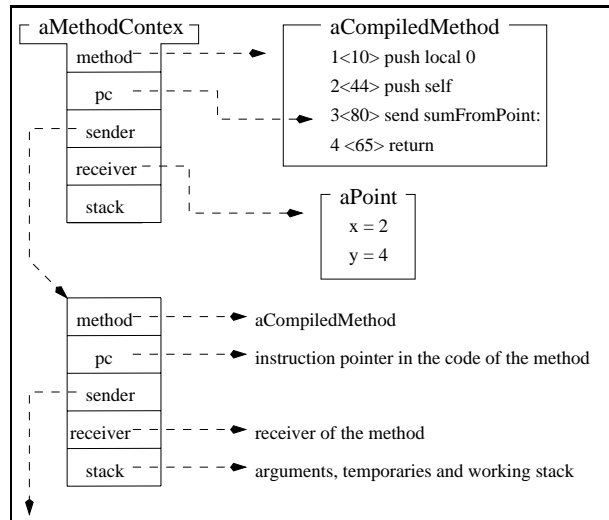 aMethodContex
method
pc
sender
receiver
stack
aCompiledMethod
1<10> push local 0
2<44> push self
3<80> send sumFromPoint:
4 <65> return
aPoint
x = 2
y = 4
method
aCompiledMethod
pc
instruction pointer in the code of the method
sender
receiver
receiver of the method
stack
arguments, temporaries and working stack